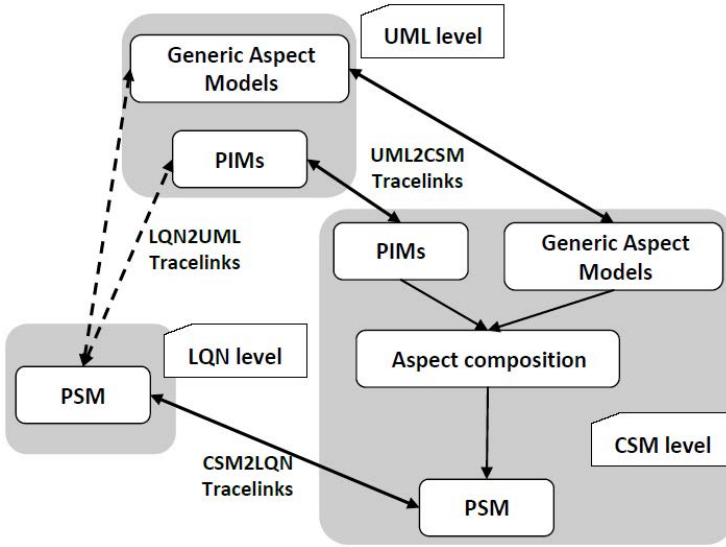 UML level
Generic Aspect
Models
PIMs
UML2CSM
Tracelinks
LQN2UML
Tracelinks
PIMs
Generic Aspect
Models
LQN level
Aspect composition
PSM
CSM level
CSM2LQN
Tracelinks
PSM